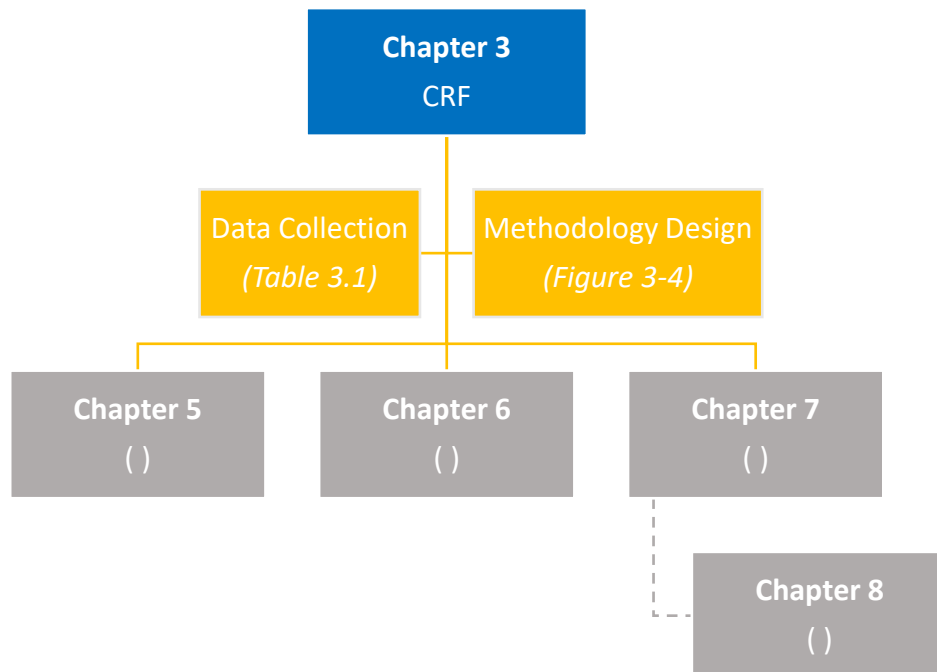 Chapter 3
CRF
Data Collection
(Table 3.1)
Methodology Design
(Figure 3-4)
Chapter 5
( )
Chapter 6
( )
Chapter 7
( )
Chapter 8
( )